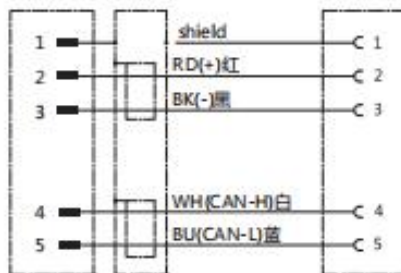 1 shield 1
2 RD(+)红 2
3 BK(-)黑 3
4 WH(CAN-H)白 4
5 BU(CAN-L)蓝 5